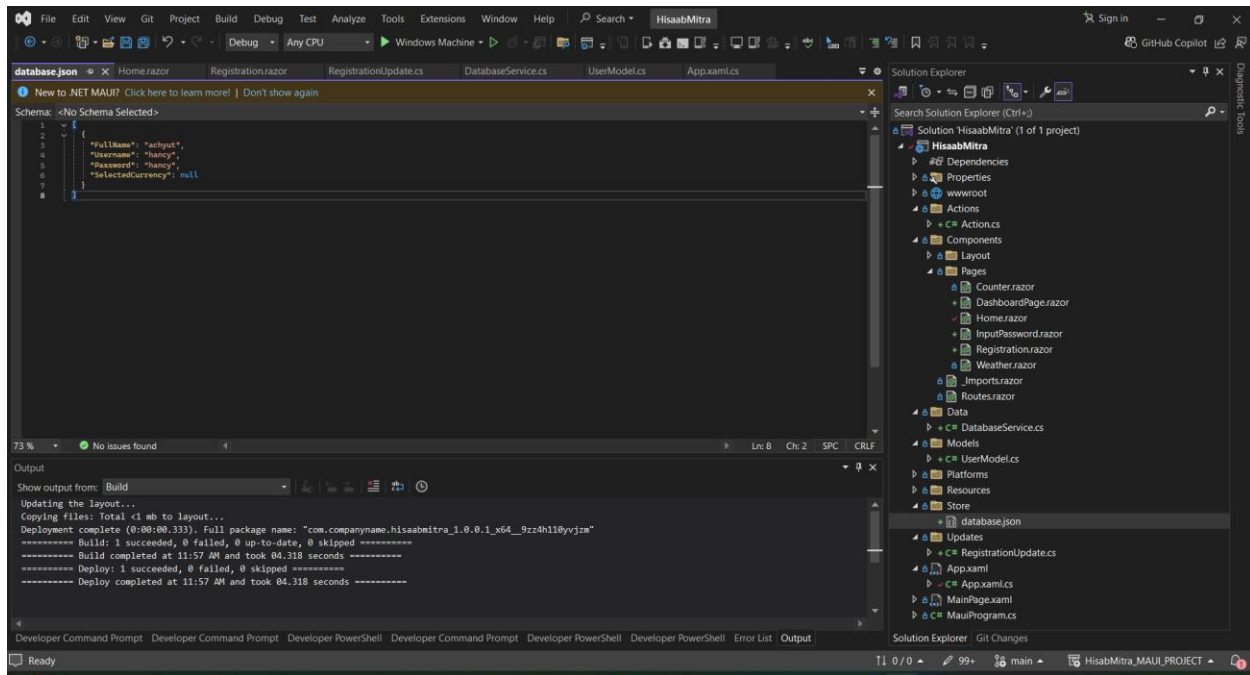 File Edit View Git Project Build Debug Test Analyze Tools Extensions Window Help Search HisaabMitra Sign in
Debug Any CPU Windows Machine GitHub Copilot
database.json Home.razor Registration.razor RegistrationUpdate.cs DatabaseService.cs UserModel.cs App.xaml.cs
New to .NET MAUI? Click here to learn more! | Don't show again
Schema: <No Schema Selected>
1 [
2 {
3 "FullName": "achyut",
4 "Username": "hancy",
5 "Password": "hancy",
6 "SelectedCurrency": null
7 }
8 ]
73 % No issues found Ln: 8 Ch: 2 SPC CRLF
Output
Show output from: Build
Updating the layout...
Copying files: Total <1 mb to layout...
Deployment complete (0:00:00.333). Full package name: "com.companyname.hisaabmitra_1.0.0.1_x64__9zz4h110yvjzm"
========== Build: 1 succeeded, 0 failed, 0 up-to-date, 0 skipped ==========
========== Build completed at 11:57 AM and took 04.318 seconds ==========
========== Deploy: 1 succeeded, 0 failed, 0 skipped ==========
========== Deploy completed at 11:57 AM and took 04.318 seconds ==========
Developer Command Prompt Developer Command Prompt Developer PowerShell Developer Command Prompt Developer PowerShell Developer PowerShell Error List Output
Solution Explorer
Search Solution Explorer (Ctrl+;)
Solution 'HisaabMitra' (1 of 1 project)
HisaabMitra
Dependencies
Properties
wwwroot
Actions
C# Action.cs
Components
Layout
Pages
Counter.razor
DashboardPage.razor
Home.razor
InputPassword.razor
Registration.razor
Weather.razor
_Imports.razor
Routes.razor
Data
C# DatabaseService.cs
Models
C# UserModel.cs
Platforms
Resources
Store
database.json
Updates
C# RegistrationUpdate.cs
App.xaml
C# App.xaml.cs
MainPage.xaml
C# MauiProgram.cs
Solution Explorer Git Changes
Diagnostic Tools
Ready 0 / 0 99+ main HisabMitra_MAUI_PROJECT